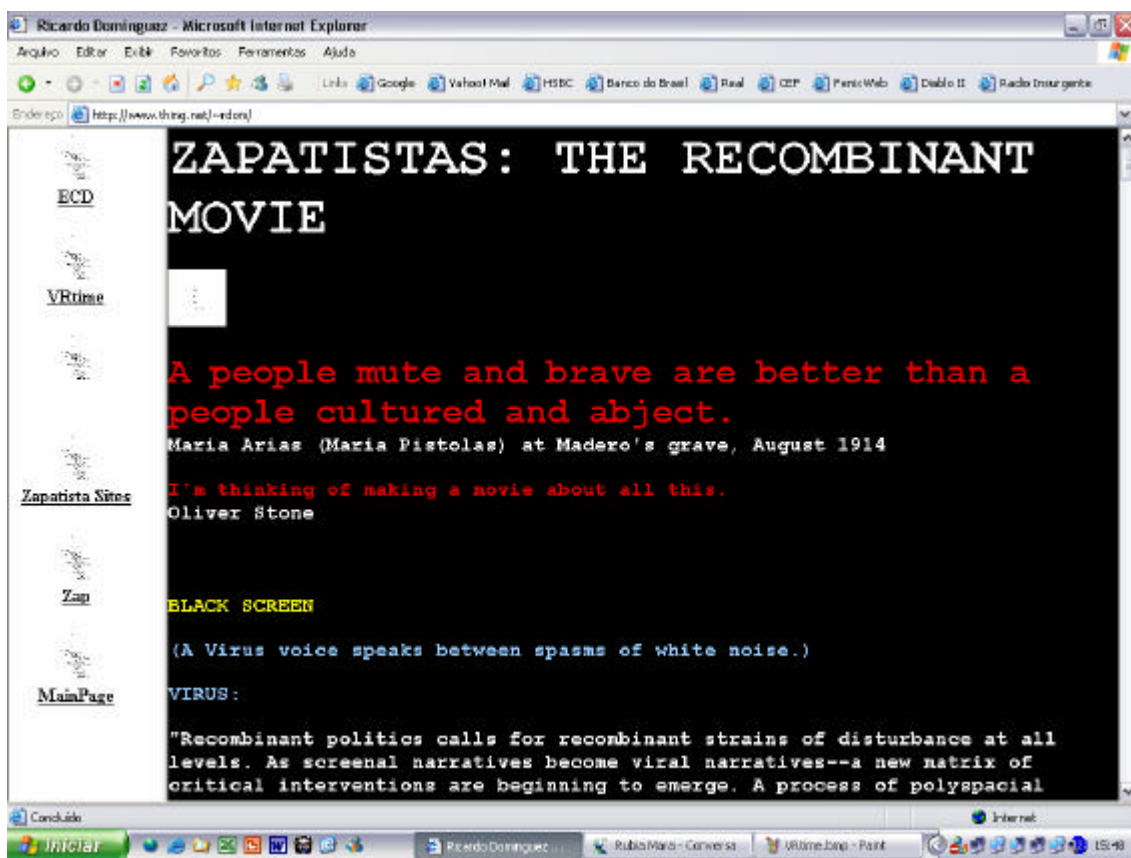 Ricardo Dominguez - Microsoft Internet Explorer
Arquivo Editar Exibir Favoritos Ferramentas Ajuda
Links Google Yahoo! Mail HSBC Banco do Brasil Real CEP Diablo II Radio Insurgente
Endereço http://www.thing.net/~rdom/
ECD
VRtime
Zapatista Sites
Zap
MainPage
ZAPATISTAS: THE RECOMBINANT
MOVIE
A people mute and brave are better than a
people cultured and abject.
Maria Arias (Maria Pistolas) at Madero's grave, August 1914
I'm thinking of making a movie about all this.
Oliver Stone
BLACK SCREEN
(A Virus voice speaks between spasms of white noise.)
VIRUS:
"Recombinant politics calls for recombinant strains of disturbance at all
levels. As screenal narratives become viral narratives--a new matrix of
critical interventions are beginning to emerge. A process of polyspacial
Concluído Internet
Iniciar Ricardo Dominguez ... Rubia Mara - Conversa VRtime.bmp - Paint 15:48